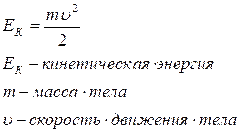 E_K = mυ²/2
E_K – кинетическая·энергия
m – масса·тела
υ – скорость·движения·тела